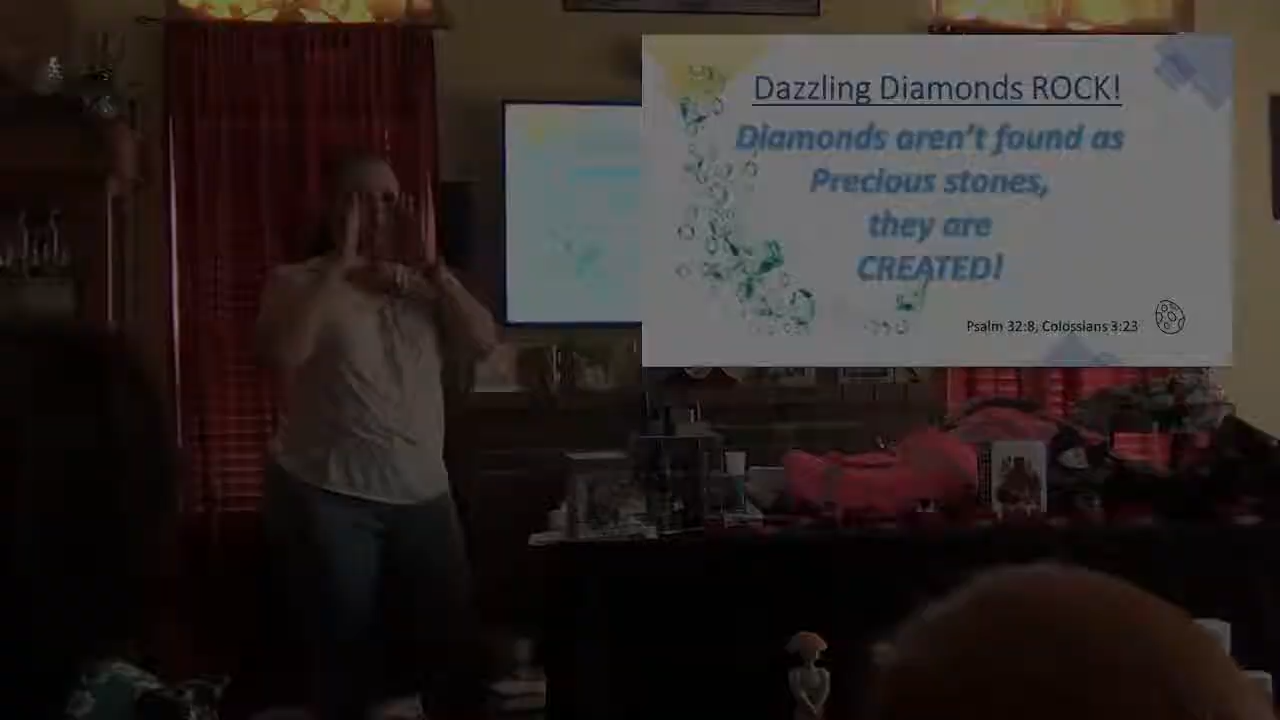 Dazzling Diamonds ROCK!
Diamonds aren't found as
Precious stones,
they are
CREATED!
Psalm 32:8, Colossians 3:23